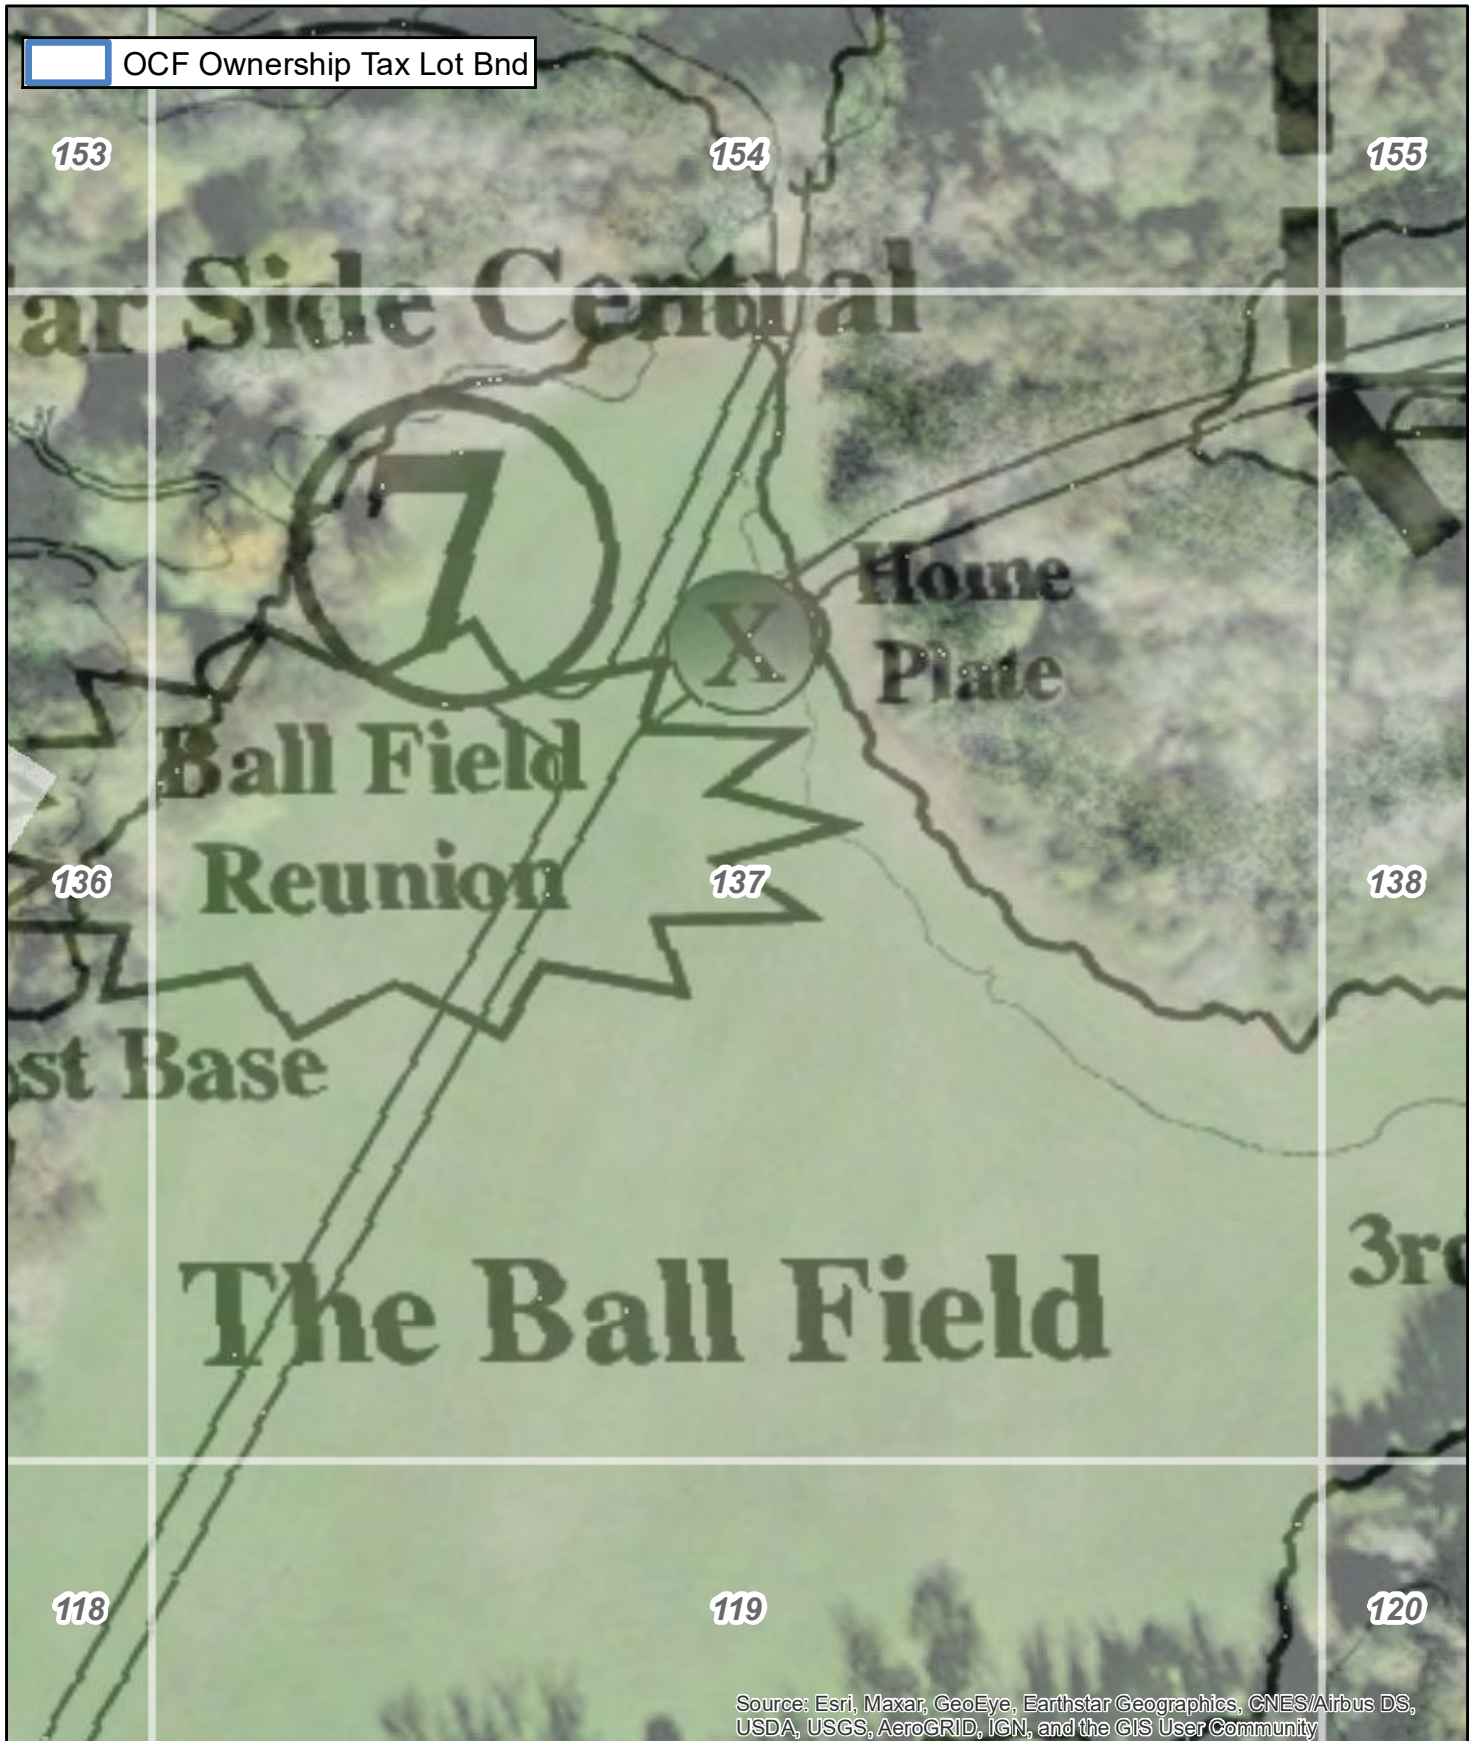 OCF Ownership Tax Lot Bnd
153 154 155
ar Side Central
7
X
Home
Plate
Ball Field
Reunion
136 137 138
st Base
The Ball Field
3r
118 119 120
Source: Esri, Maxar, GeoEye, Earthstar Geographics, CNES/Airbus DS,
USDA, USGS, AeroGRID, IGN, and the GIS User Community